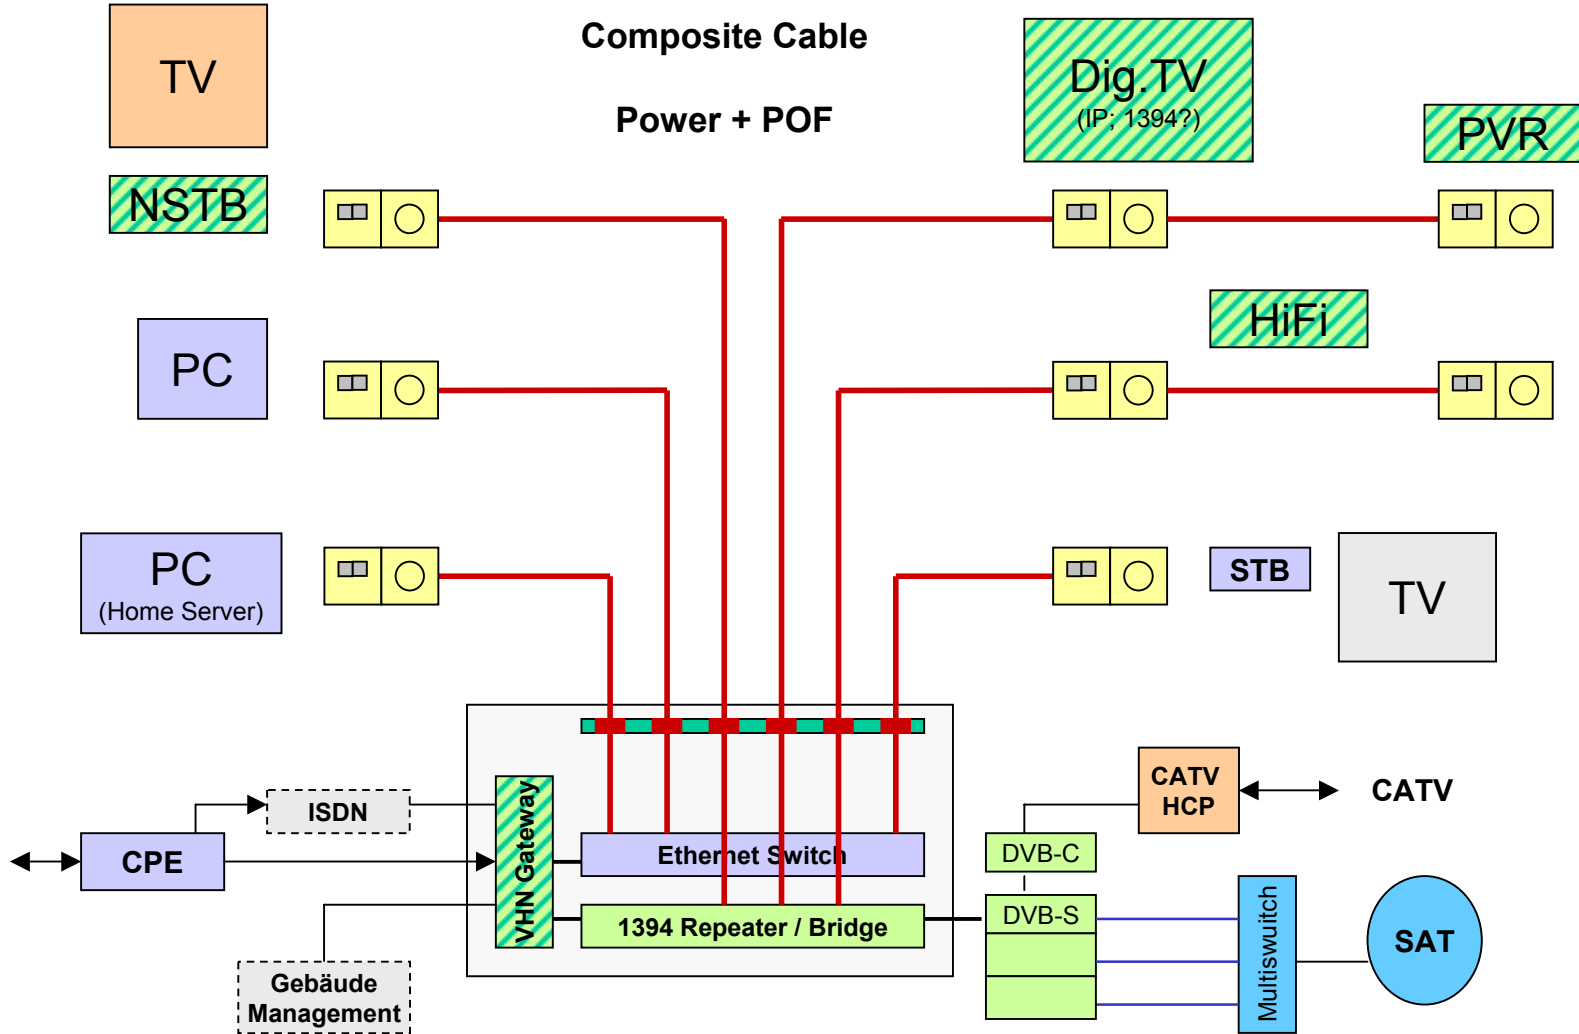 Composite Cable
Power + POF
TV
NSTB
Dig.TV
(IP; 1394?)
PVR
PC
HiFi
PC
(Home Server)
STB
TV
ISDN
CPE
VHN Gateway
Ethernet Switch
1394 Repeater / Bridge
Gebäude
Management
CATV
HCP
CATV
DVB-C
DVB-S
Multiswuitch
SAT